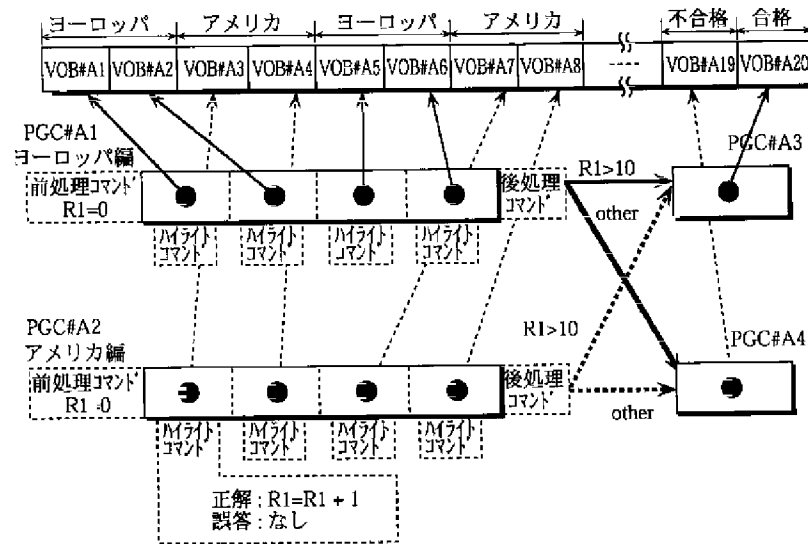 ヨーロッパ アメリカ ヨーロッパ アメリカ 不合格 合格
VOB#A1 VOB#A2 VOB#A3 VOB#A4 VOB#A5 VOB#A6 VOB#A7 VOB#A8 VOB#A19 VOB#A20
PGC#A1
ヨーロッパ編
前処理コマンド
R1=0
後処理
コマンド
R1>10
other
PGC#A3
ハイライト
コマンド
ハイライト
コマンド
ハイライト
コマンド
ハイライト
コマンド
PGC#A2
アメリカ編
前処理コマンド
R1=0
後処理
コマンド
R1>10
other
PGC#A4
ハイライト
コマンド
ハイライト
コマンド
ハイライト
コマンド
ハイライト
コマンド
正解 : R1=R1 + 1
誤答 : なし